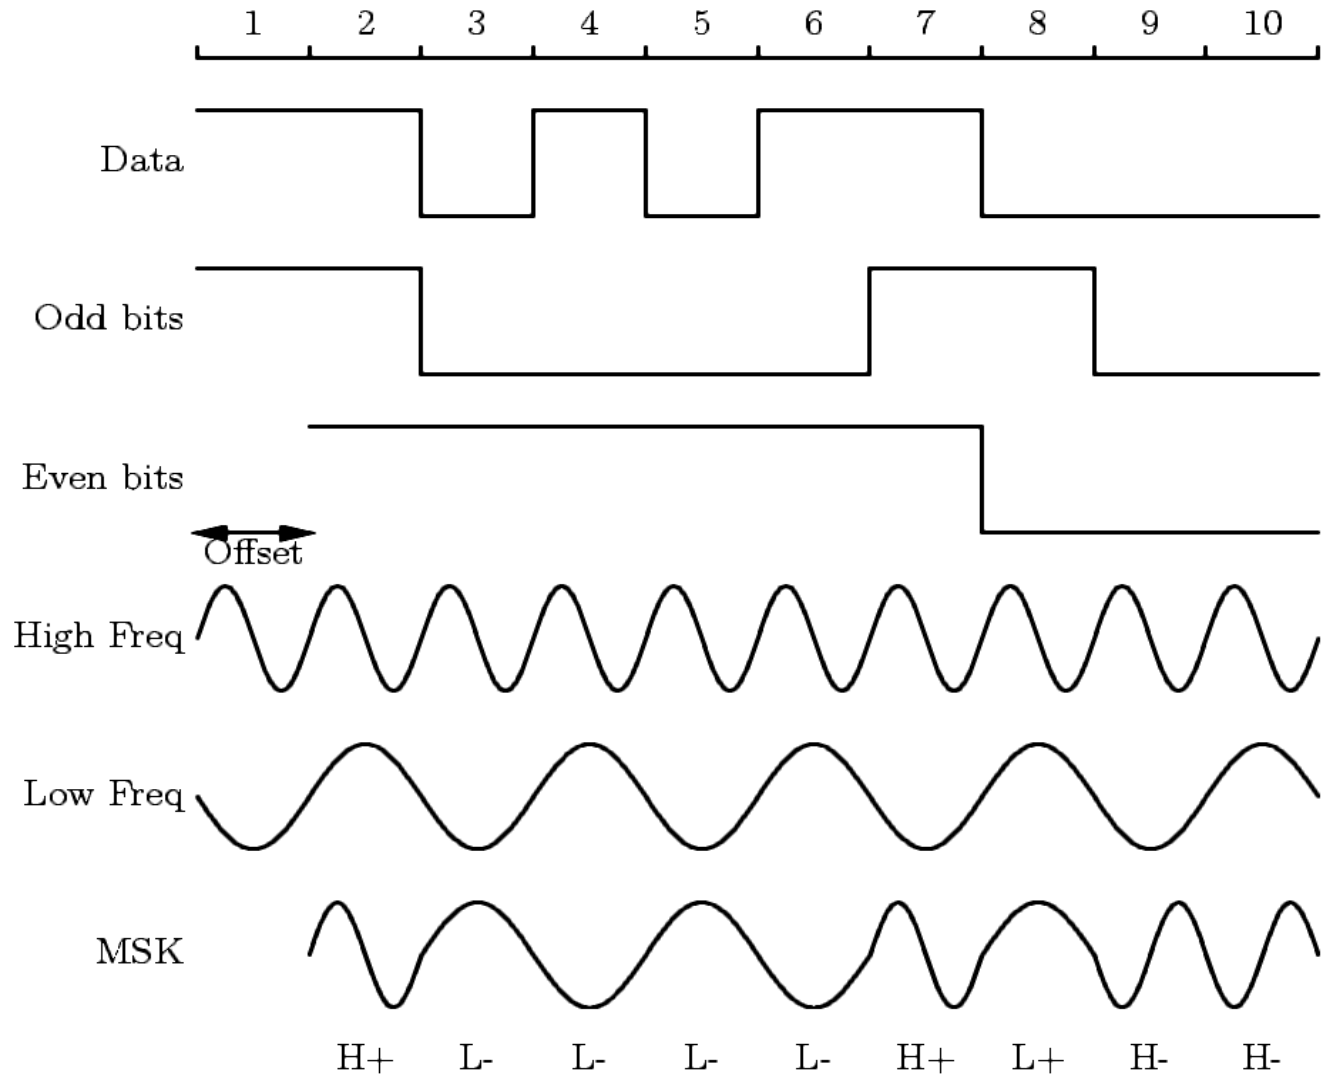 1 2 3 4 5 6 7 8 9 10
Data
Odd bits
Even bits
Offset
High Freq
Low Freq
MSK
H+ L- L- L- L- H+ L+ H- H-